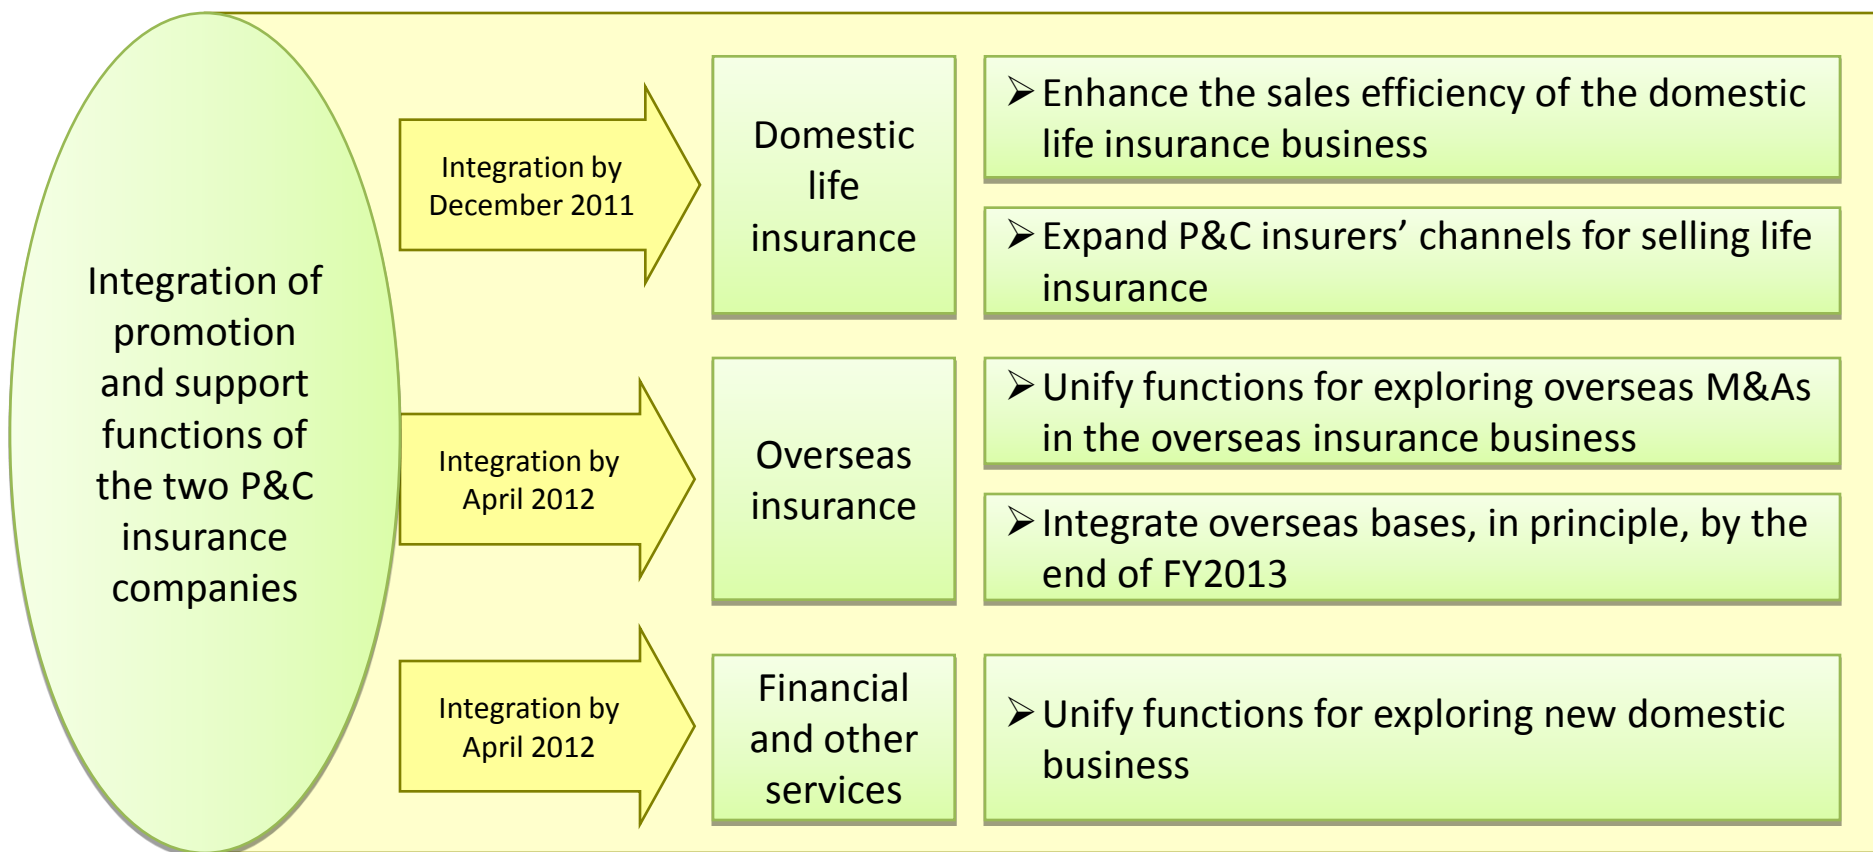 Integration of
promotion
and support
functions of
the two P&C
insurance
companies
Integration by
December 2011
Domestic
life
insurance
➢Enhance the sales efficiency of the domestic
life insurance business
➢Expand P&C insurers’ channels for selling life
insurance
Integration by
April 2012
Overseas
insurance
➢Unify functions for exploring overseas M&As
in the overseas insurance business
➢Integrate overseas bases, in principle, by the
end of FY2013
Integration by
April 2012
Financial
and other
services
➢Unify functions for exploring new domestic
business